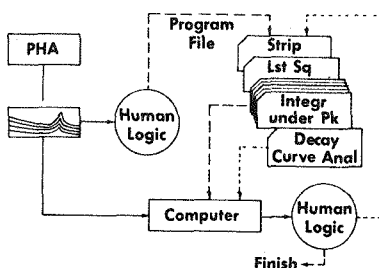 PHA
Program
File
Strip
Lst Sq
Integr
under Pk
Decay
Curve Anal
Human
Logic
Computer
Human
Logic
Finish